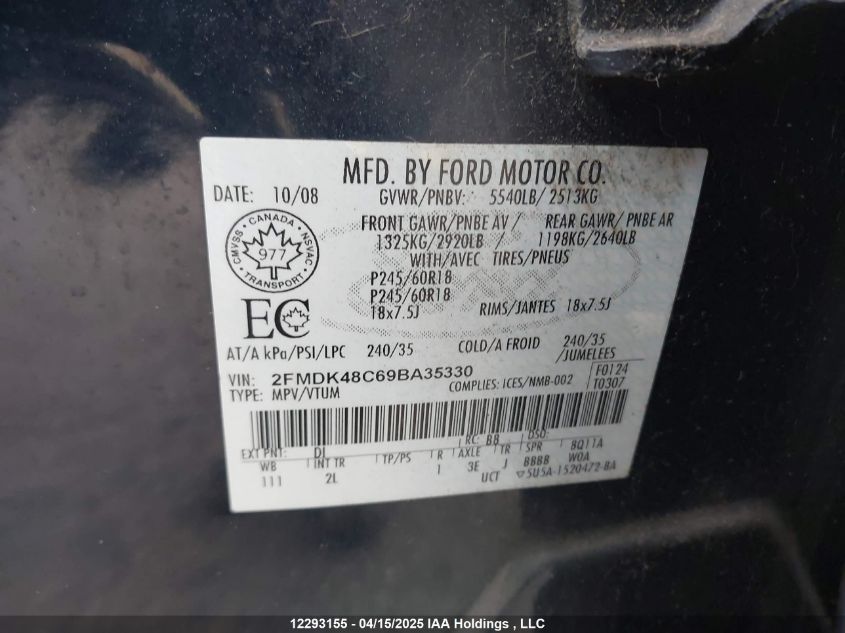 MFD. BY FORD MOTOR CO.
DATE: 10/08 GVWR/PNBV: 5540LB/ 2513KG
FRONT GAWR/PNBE AV / REAR GAWR/ PNBE AR
1325KG/2920LB / 1198KG/2640LB
WITH/AVEC TIRES/PNEUS
CANADA CMVSS NSVAC 977 TRANSPORT
P245/60R18
P245/60R18
18x7.5J RIMS/JANTES 18x7.5J
EC
AT/A kPa/PSI/LPC 240/35 COLD/A FROID 240/35
/JUMELEES
VIN: 2FMDK48C69BA35330 F0124
TYPE: MPV/VTUM COMPLIES: ICES/NMB-002 T0307
RC: BB DSO:
EXT PNT: DJ 8Q11A
WB INT TR TP/PS R AXLE TR SPR WOA
111 2L 1 3E J BBBB
UCT 5U5A-1520472-BA
12293155 - 04/15/2025 IAA Holdings , LLC